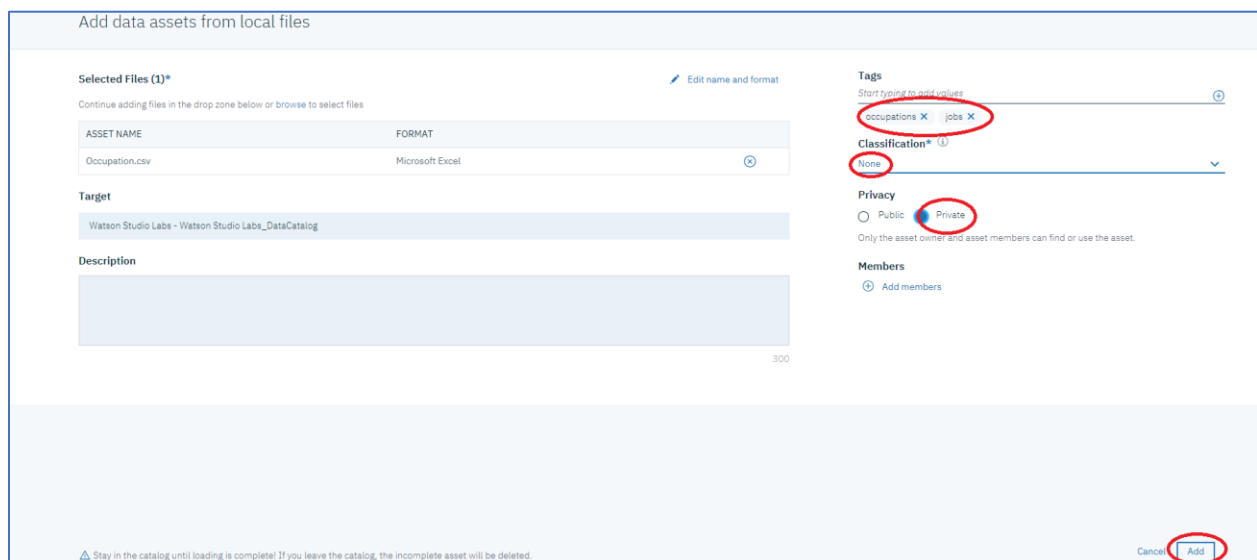 Add data assets from local files
Selected Files (1)*
Edit name and format
Continue adding files in the drop zone below or browse to select files
ASSET NAME FORMAT
Occupation.csv Microsoft Excel
Target
Watson Studio Labs - Watson Studio Labs_DataCatalog
Description
300
Tags
Start typing to add values
occupations jobs
Classification*
None
Privacy
Public Private
Only the asset owner and asset members can find or use the asset.
Members
Add members
Stay in the catalog until loading is complete! If you leave the catalog, the incomplete asset will be deleted.
Cancel Add